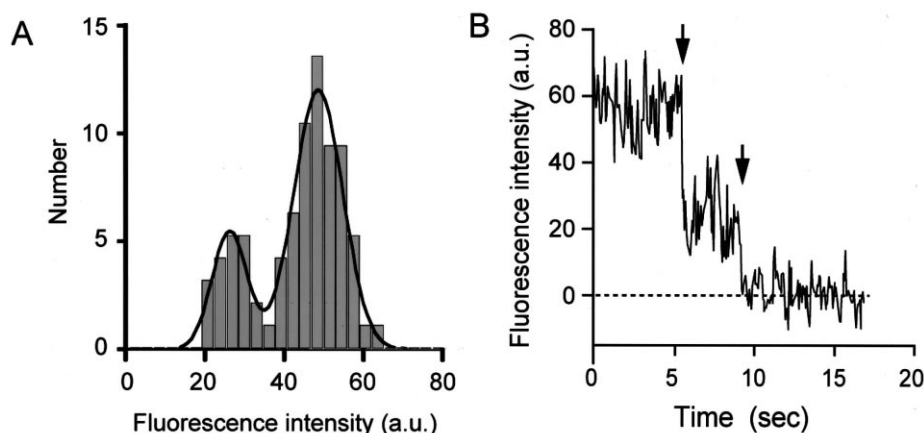 A
15
10
5
0
Number
0 20 40 60 80
Fluorescence intensity (a.u.)
B
80
60
40
20
0
Fluorescence intensity (a.u.)
0 5 10 15 20
Time (sec)